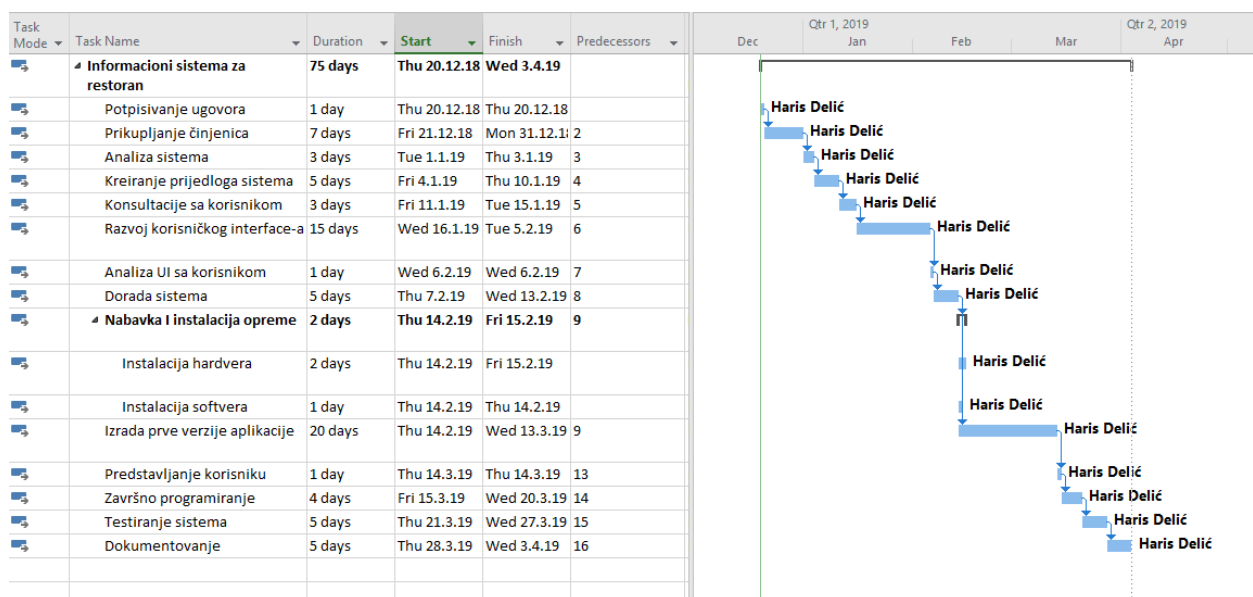 Task Mode Task Name Duration Start Finish Predecessors
Qtr 1, 2019 Qtr 2, 2019
Dec Jan Feb Mar Apr
Informacioni sistema za restoran 75 days Thu 20.12.18 Wed 3.4.19
Potpisivanje ugovora 1 day Thu 20.12.18 Thu 20.12.18 Haris Delić
Prikupljanje činjenica 7 days Fri 21.12.18 Mon 31.12.18 2 Haris Delić
Analiza sistema 3 days Tue 1.1.19 Thu 3.1.19 3 Haris Delić
Kreiranje prijedloga sistema 5 days Fri 4.1.19 Thu 10.1.19 4 Haris Delić
Konsultacije sa korisnikom 3 days Fri 11.1.19 Tue 15.1.19 5 Haris Delić
Razvoj korisničkog interface-a 15 days Wed 16.1.19 Tue 5.2.19 6 Haris Delić
Analiza UI sa korisnikom 1 day Wed 6.2.19 Wed 6.2.19 7 Haris Delić
Dorada sistema 5 days Thu 7.2.19 Wed 13.2.19 8 Haris Delić
Nabavka I instalacija opreme 2 days Thu 14.2.19 Fri 15.2.19 9
Instalacija hardvera 2 days Thu 14.2.19 Fri 15.2.19 Haris Delić
Instalacija softvera 1 day Thu 14.2.19 Thu 14.2.19 Haris Delić
Izrada prve verzije aplikacije 20 days Thu 14.2.19 Wed 13.3.19 9 Haris Delić
Predstavljanje korisniku 1 day Thu 14.3.19 Thu 14.3.19 13 Haris Delić
Završno programiranje 4 days Fri 15.3.19 Wed 20.3.19 14 Haris Delić
Testiranje sistema 5 days Thu 21.3.19 Wed 27.3.19 15 Haris Delić
Dokumentovanje 5 days Thu 28.3.19 Wed 3.4.19 16 Haris Delić